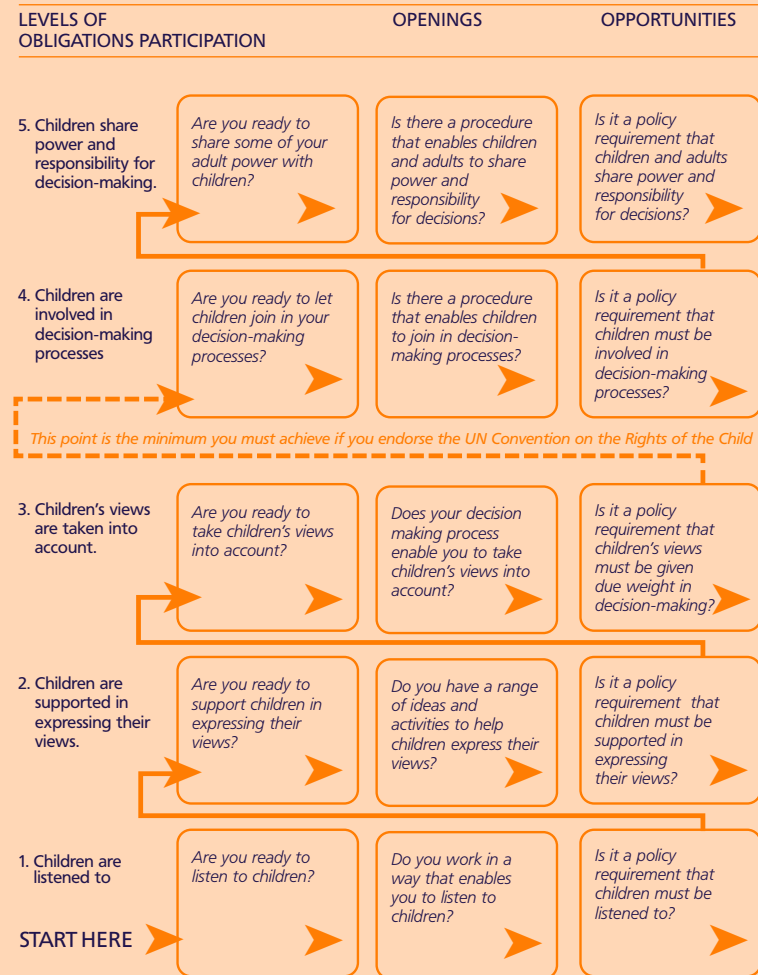 LEVELS OF
OBLIGATIONS PARTICIPATION
OPENINGS
OPPORTUNITIES
5. Children share
power and
responsibility for
decision-making.
Are you ready to
share some of your
adult power with
children?
Is there a procedure
that enables children
and adults to share
power and
responsibility
for decisions?
Is it a policy
requirement that
children and adults
share power and
responsibility
for decisions?
4. Children are
involved in
decision-making
processes
Are you ready to let
children join in your
decision-making
processes?
Is there a procedure
that enables children
to join in decision-
making processes?
Is it a policy
requirement that
children must be
involved in
decision-making
processes?
This point is the minimum you must achieve if you endorse the UN Convention on the Rights of the Child
3. Children’s views
are taken into
account.
Are you ready to
take children’s views
into account?
Does your decision
making process
enable you to take
children’s views into
account?
Is it a policy
requirement that
children’s views
must be given
due weight in
decision-making?
2. Children are
supported in
expressing their
views.
Are you ready to
support children in
expressing their
views?
Do you have a range
of ideas and
activities to help
children express their
views?
Is it a policy
requirement that
children must be
supported in
expressing
their views?
1. Children are
listened to
Are you ready to
listen to children?
Do you work in a
way that enables
you to listen to
children?
Is it a policy
requirement that
children must be
listened to?
START HERE